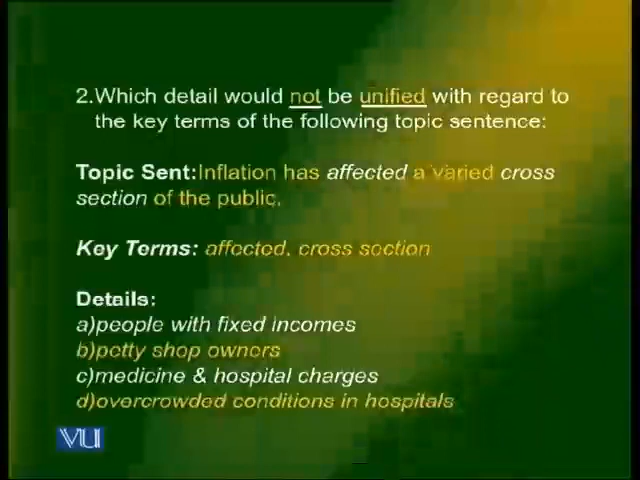 2.Which detail would not be unified with regard to
the key terms of the following topic sentence:
Topic Sent:Inflation has affected a varied cross
section of the public.
Key Terms: affected, cross section
Details:
a)people with fixed incomes
b)petty shop owners
c)medicine & hospital charges
d)overcrowded conditions in hospitals
VU